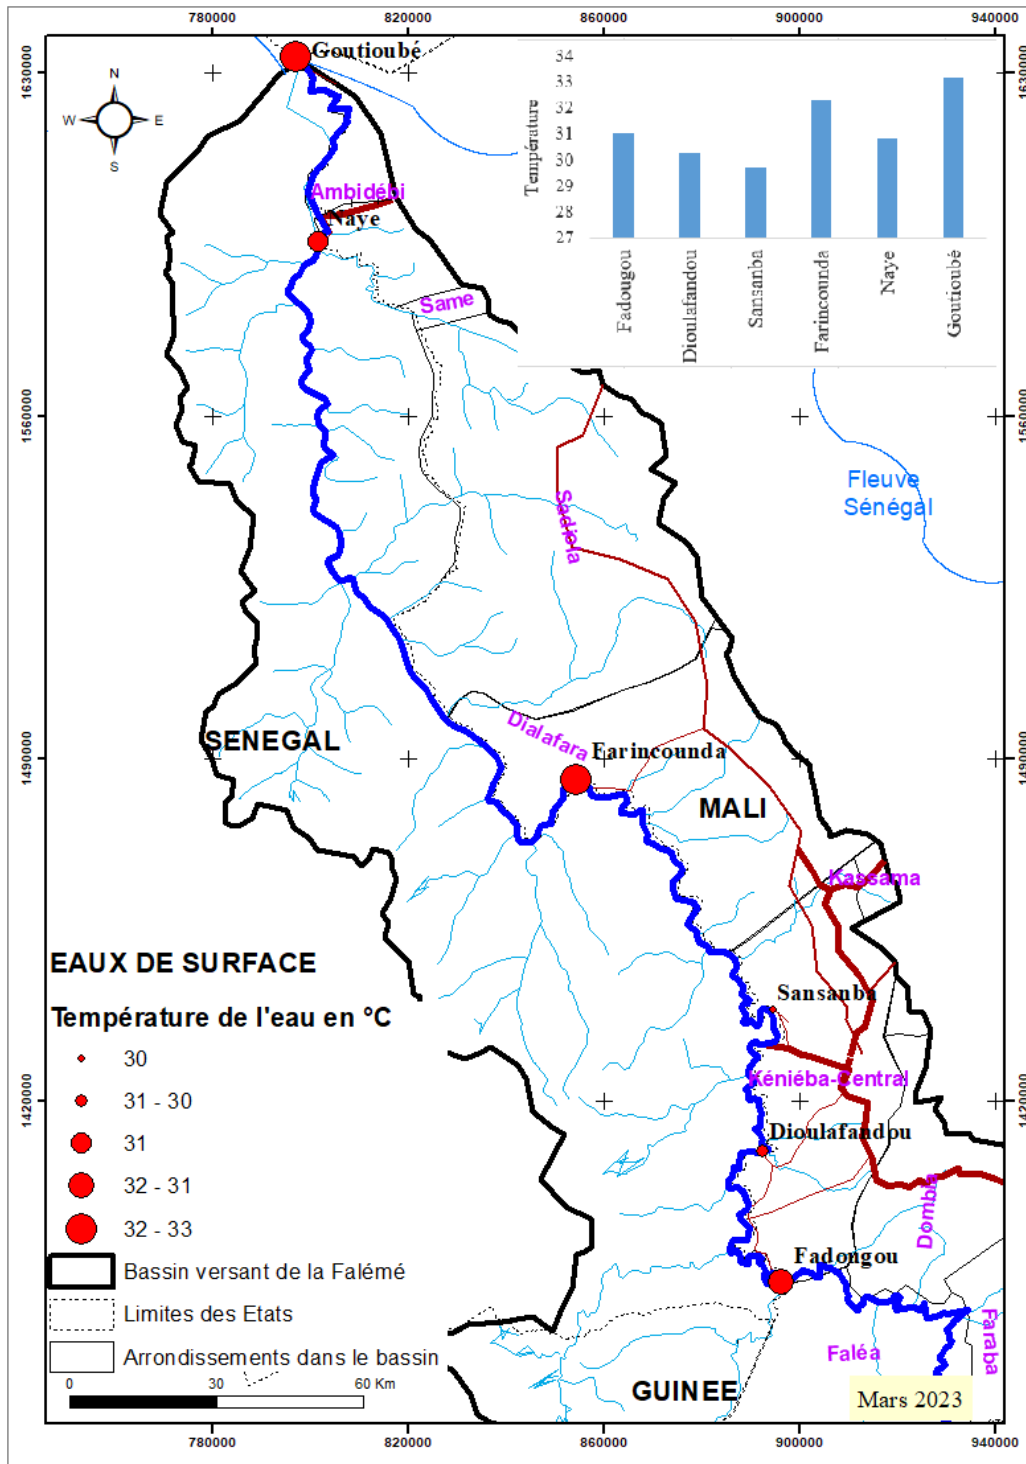 780000
820000
860000
900000
940000
1630000
1630000
Goutioubé
N
W
E
S
Température
34
33
32
31
30
29
28
27
Fadougou
Dioulafandou
Sansanba
Farincounda
Naye
Goutioubé
Ambidébi
Naye
Same
1560000
1560000
Fleuve
Sénégal
Sadiola
SENEGAL
Dialafara
Farincounda
1490000
1490000
MALI
Kassama
EAUX DE SURFACE
Sansanba
Température de l'eau en °C
30
31 - 30
31
32 - 31
32 - 33
Kéniéba-Central
1420000
1420000
Dioulafandou
Dombia
Fadougou
Bassin versant de la Falémé
Limites des Etats
Arrondissements dans le bassin
Faraba
Faléa
0
30
60 Km
GUINEE
Mars 2023
780000
820000
860000
900000
940000